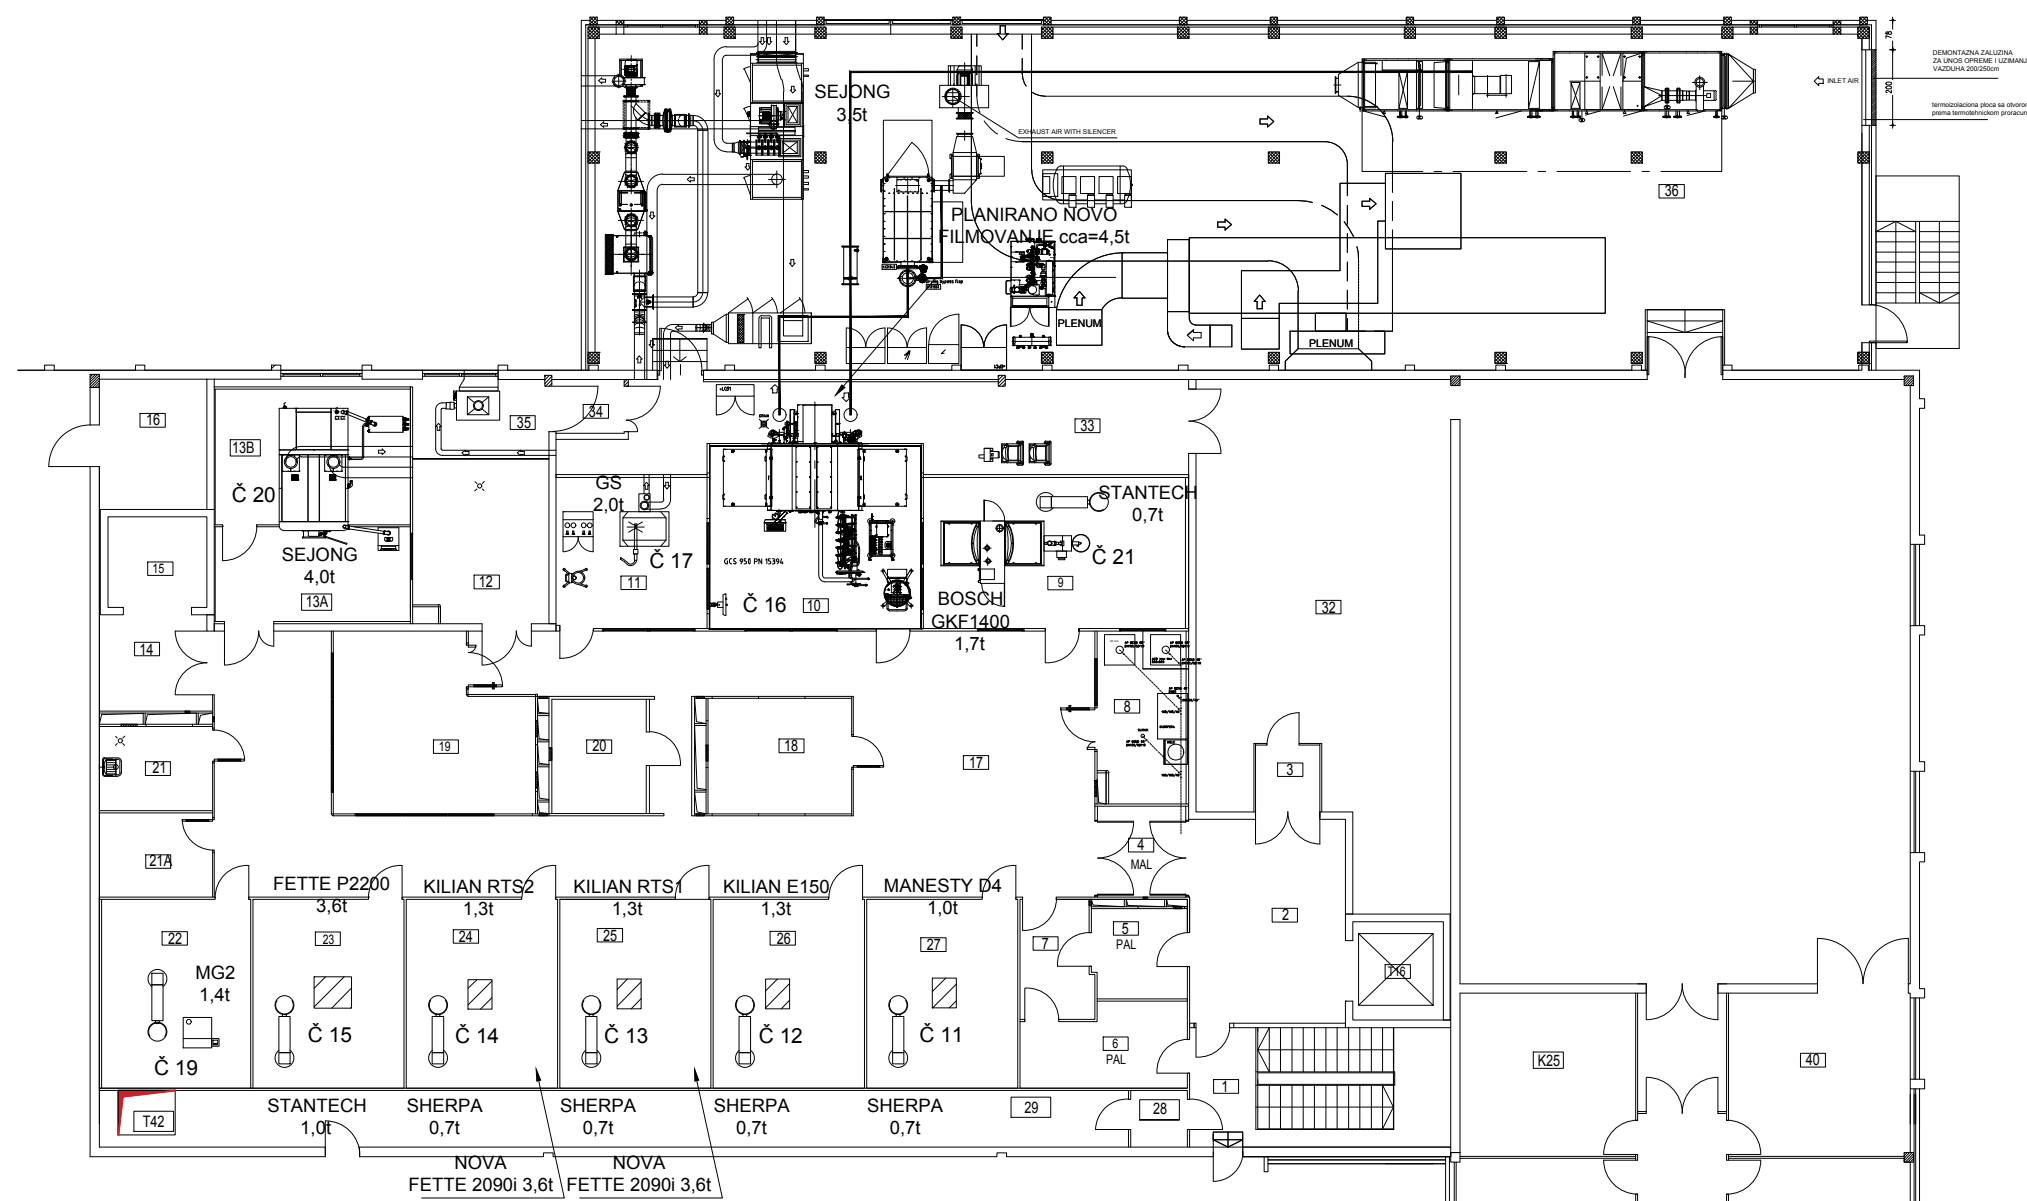 78
DEMONTAZNA ZALUZINA
ZA UNOS OPREME I UZIMANJ
VAZDUHA 200/250cm
INLET AIR
200
termoizolaciona ploca sa otvorom
prema termotehnickom proracun
SEJONG
3,5t
EXHAUST AIR WITH SILENCER
36
PLANIRANO NOVO
FILMOVANJE cca=4,5t
PLENUM
PLENUM
16
13B
35
34
33
Č 20
GS
2,0t
STANTECH
0,7t
SEJONG
4,0t
13A
15
12
11
Č 17
GCS 950 PN 15394
Č 16
10
Č 21
9
BOSCH
GKF1400
1,7t
32
14
8
19
20
18
17
21
3
21A
4
MAL
FETTE P2200
3,6t
KILIAN RTS2
1,3t
KILIAN RTS1
1,3t
KILIAN E150
1,3t
MANESTY D4
1,0t
22
23
24
25
26
27
7
5
PAL
2
T16
MG2
1,4t
Č 19
Č 15
Č 14
Č 13
Č 12
Č 11
6
PAL
1
K25
40
T42
STANTECH
1,0t
SHERPA
0,7t
SHERPA
0,7t
SHERPA
0,7t
SHERPA
0,7t
29
28
NOVA
FETTE 2090i 3,6t
NOVA
FETTE 2090i 3,6t